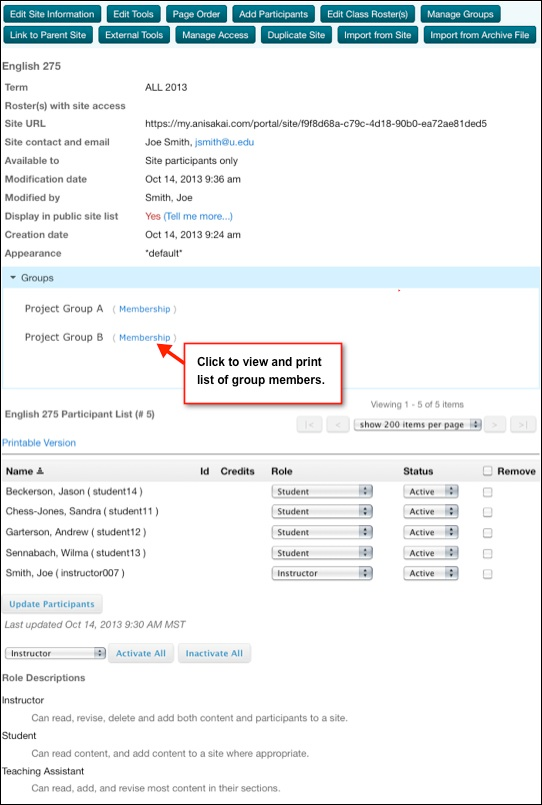 Edit Site Information Edit Tools Page Order Add Participants Edit Class Roster(s) Manage Groups
Link to Parent Site External Tools Manage Access Duplicate Site Import from Site Import from Archive File
English 275
Term ALL 2013
Roster(s) with site access
Site URL https://my.anisakai.com/portal/site/f9f8d68a-c79c-4d18-90b0-ea72ae81ded5
Site contact and email Joe Smith, jsmith@u.edu
Available to Site participants only
Modification date Oct 14, 2013 9:36 am
Modified by Smith, Joe
Display in public site list Yes (Tell me more...)
Creation date Oct 14, 2013 9:24 am
Appearance *default*
Groups
Project Group A ( Membership )
Project Group B ( Membership )
Click to view and print
list of group members.
Viewing 1 - 5 of 5 items
English 275 Participant List (# 5)
|< < show 200 items per page > >|
Printable Version
Name Id Credits Role Status Remove
Beckerson, Jason ( student14 ) Student Active
Chess-Jones, Sandra ( student11 ) Student Active
Garterson, Andrew ( student12 ) Student Active
Sennabach, Wilma ( student13 ) Student Active
Smith, Joe ( instructor007 ) Instructor Active
Update Participants
Last updated Oct 14, 2013 9:30 AM MST
Instructor Activate All Inactivate All
Role Descriptions
Instructor
Can read, revise, delete and add both content and participants to a site.
Student
Can read content, and add content to a site where appropriate.
Teaching Assistant
Can read, add, and revise most content in their sections.